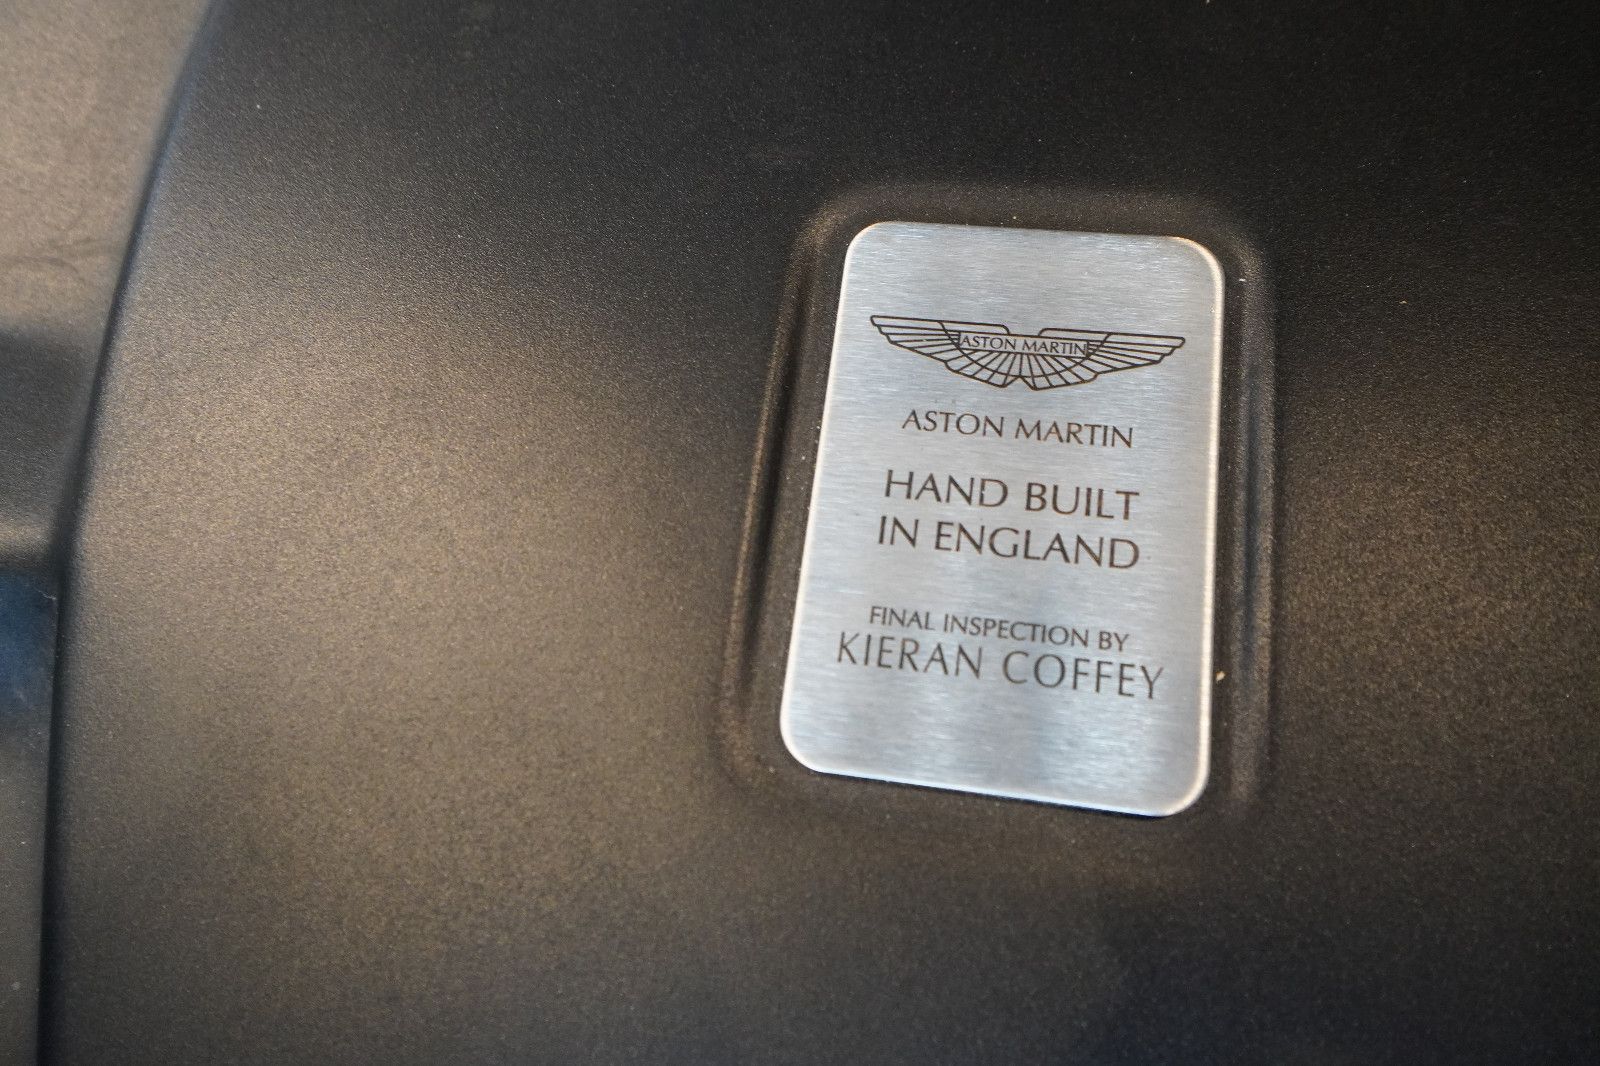 ASTON MARTIN
ASTON MARTIN
HAND BUILT
IN ENGLAND
FINAL INSPECTION BY
KIERAN COFFEY